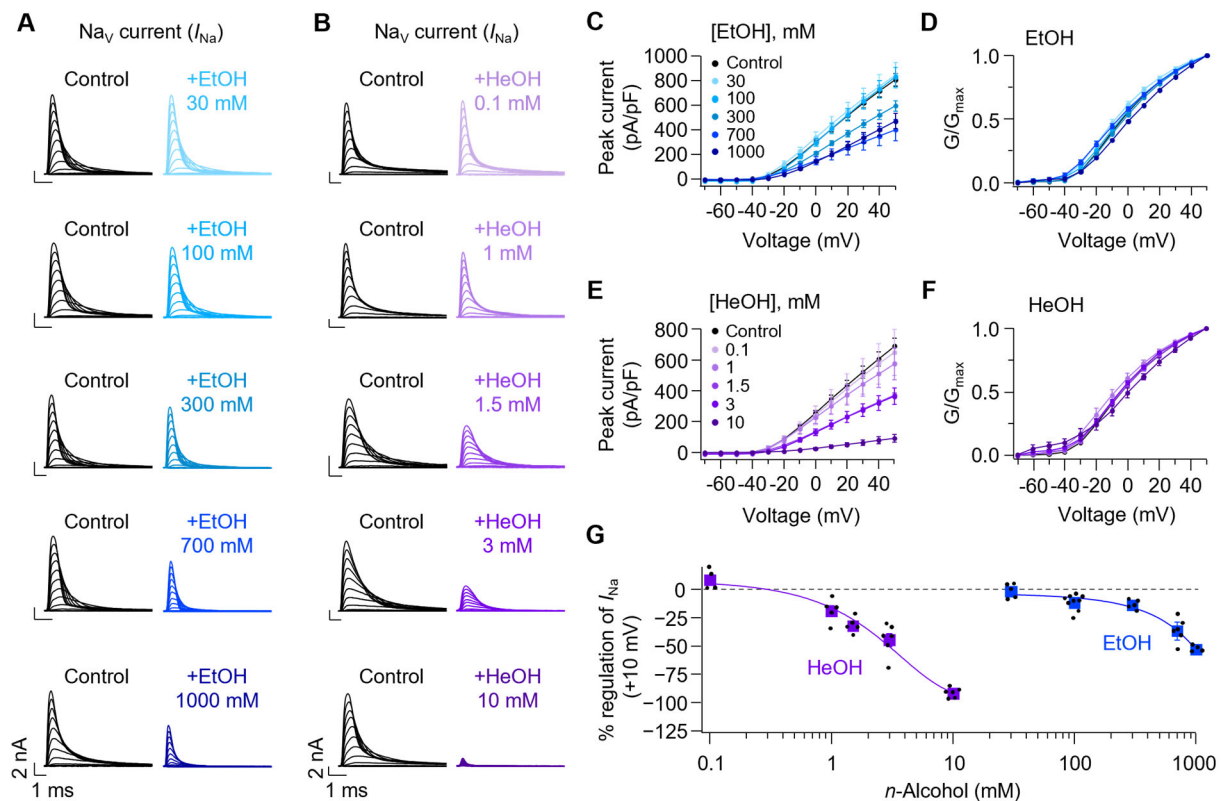 A
Na_V current (I_Na)
Control
+EtOH
30 mM
Control
+EtOH
100 mM
Control
+EtOH
300 mM
Control
+EtOH
700 mM
Control
+EtOH
1000 mM
2 nA
1 ms
B
Na_V current (I_Na)
Control
+HeOH
0.1 mM
Control
+HeOH
1 mM
Control
+HeOH
1.5 mM
Control
+HeOH
3 mM
Control
+HeOH
10 mM
2 nA
1 ms
C
[EtOH], mM
Control
30
100
300
700
1000
1000
800
600
400
200
0
Peak current
(pA/pF)
-60 -40 -20 0 20 40
Voltage (mV)
D
EtOH
1.0
0.5
0.0
G/G_max
-60 -40 -20 0 20 40
Voltage (mV)
E
[HeOH], mM
Control
0.1
1
1.5
3
10
800
600
400
200
0
Peak current
(pA/pF)
-60 -40 -20 0 20 40
Voltage (mV)
F
HeOH
1.0
0.5
0.0
G/G_max
-60 -40 -20 0 20 40
Voltage (mV)
G
0
−25
−50
−75
−100
−125
% regulation of I_Na
(+10 mV)
HeOH
EtOH
0.1 1 10 100 1000
n-Alcohol (mM)